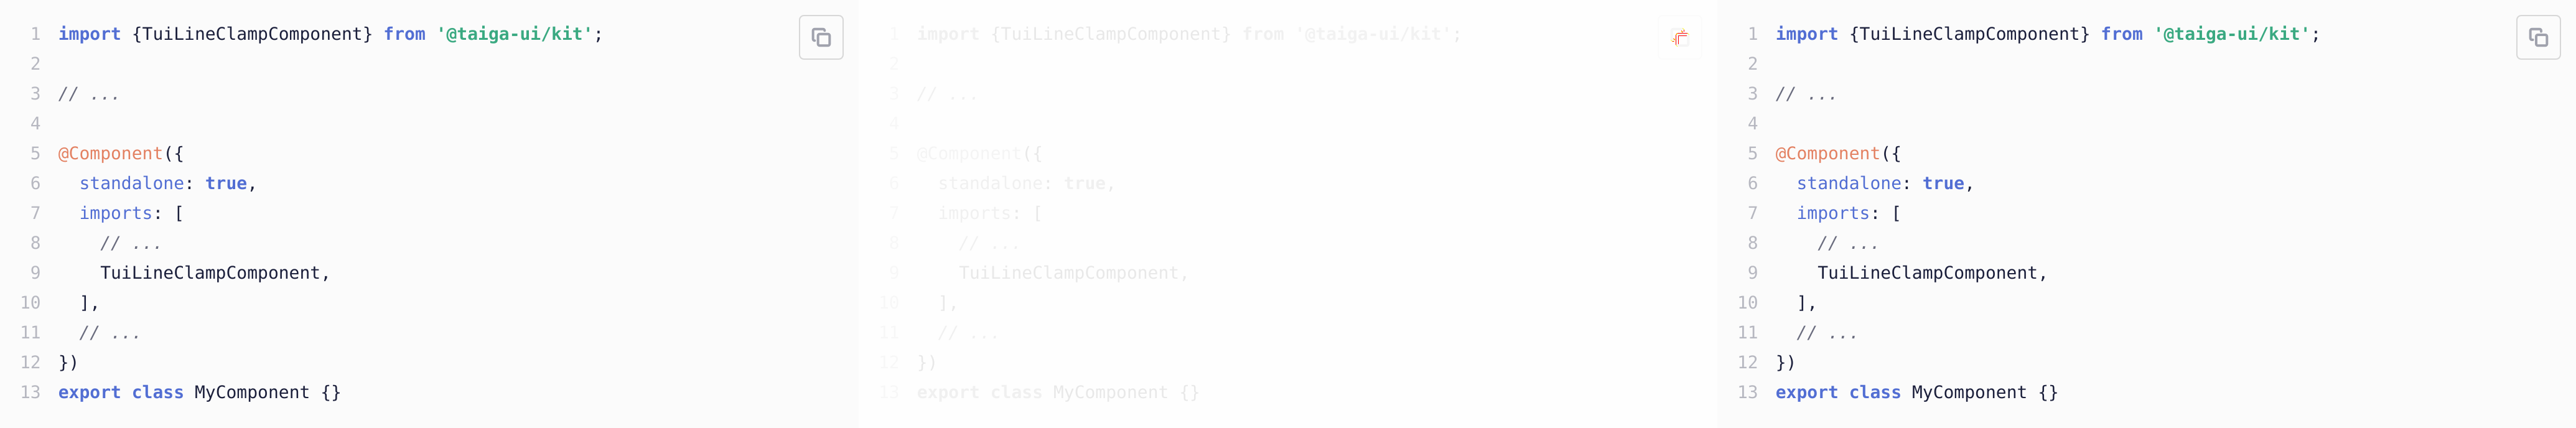 1 import {TuiLineClampComponent} from '@taiga-ui/kit';
2
3 // ...
4
5 @Component({
6   standalone: true,
7   imports: [
8     // ...
9     TuiLineClampComponent,
10   ],
11   // ...
12 })
13 export class MyComponent {}
1 import {TuiLineClampComponent} from '@taiga-ui/kit';
2
3 // ...
4
5 @Component({
6   standalone: true,
7   imports: [
8     // ...
9     TuiLineClampComponent,
10   ],
11   // ...
12 })
13 export class MyComponent {}
1 import {TuiLineClampComponent} from '@taiga-ui/kit';
2
3 // ...
4
5 @Component({
6   standalone: true,
7   imports: [
8     // ...
9     TuiLineClampComponent,
10   ],
11   // ...
12 })
13 export class MyComponent {}